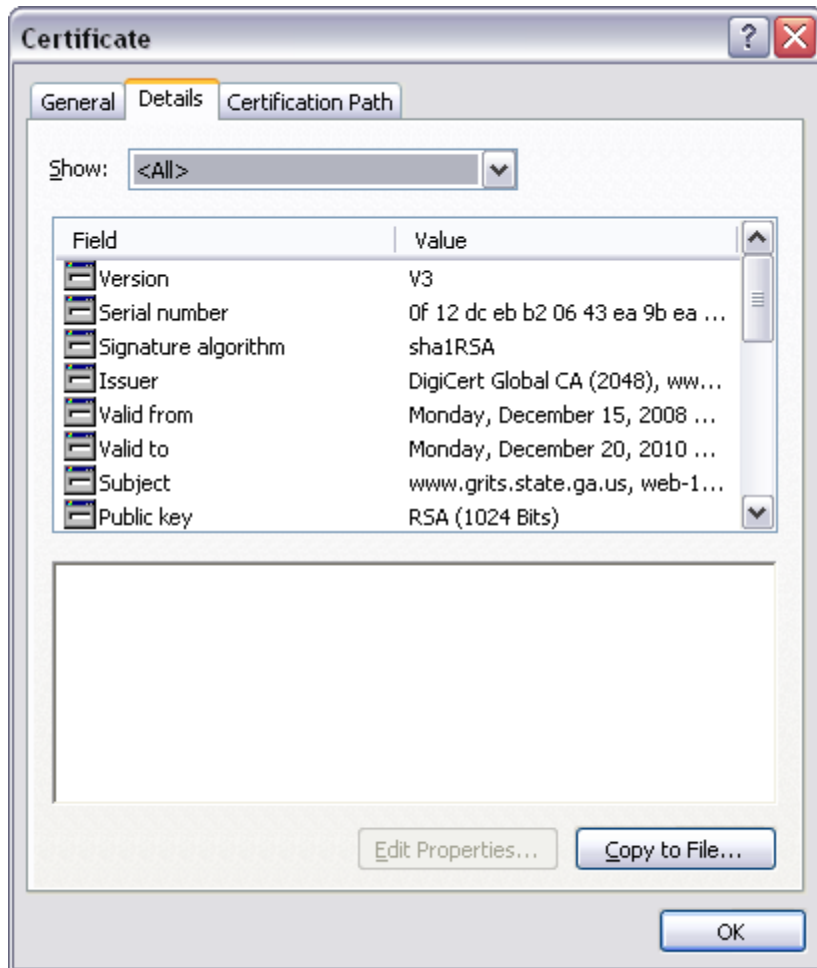 Certificate
General Details Certification Path
Show: <All>
Field Value
Version V3
Serial number 0f 12 dc eb b2 06 43 ea 9b ea ...
Signature algorithm sha1RSA
Issuer DigiCert Global CA (2048), ww...
Valid from Monday, December 15, 2008 ...
Valid to Monday, December 20, 2010 ...
Subject www.grits.state.ga.us, web-1...
Public key RSA (1024 Bits)
Edit Properties... Copy to File...
OK